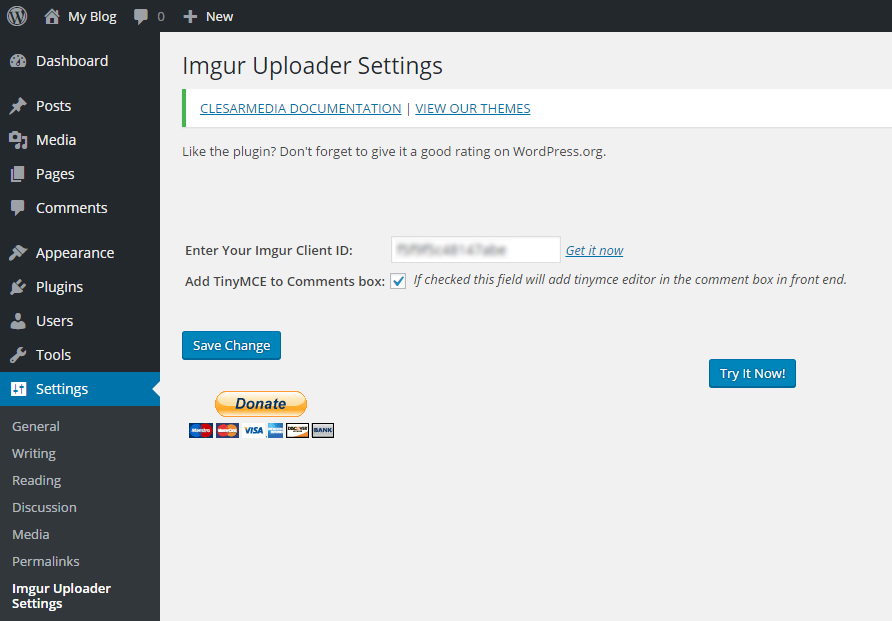 My Blog 0 New
Dashboard
Posts
Media
Pages
Comments
Appearance
Plugins
Users
Tools
Settings
General
Writing
Reading
Discussion
Media
Permalinks
Imgur Uploader
Settings
Imgur Uploader Settings
CLESARMEDIA DOCUMENTATION | VIEW OUR THEMES
Like the plugin? Don't forget to give it a good rating on WordPress.org.
Enter Your Imgur Client ID: Get it now
Add TinyMCE to Comments box: If checked this field will add tinymce editor in the comment box in front end.
Save Change
Try It Now!
Donate
Maestro MasterCard VISA DISCOVER BANK